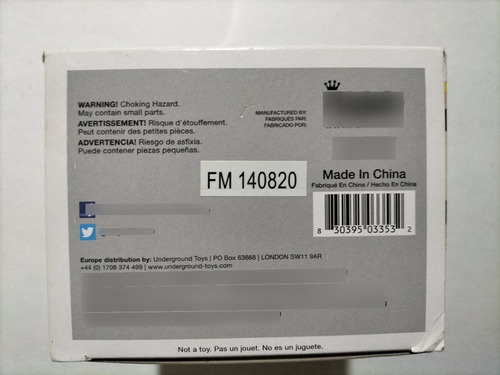 WARNING! Choking Hazard.
May contain small parts.
AVERTISSEMENT! Risque d'étouffement.
Peut contenir des petites pièces.
ADVERTENCIA! Riesgo de asfixia.
Puede contener piezas pequeñas.
MANUFACTURED BY:
FABRIQUÉS PAR:
FABRICADO POR:
FM 140820
Made In China
Fabriqué En Chine / Hecho En China
8 30395 03353 2
Europe distribution by: Underground Toys | PO Box 63668 | LONDON SW11 9AR
+44 (0) 1708 374 499 | www.underground-toys.com
Not a toy. Pas un jouet. No es un juguete.